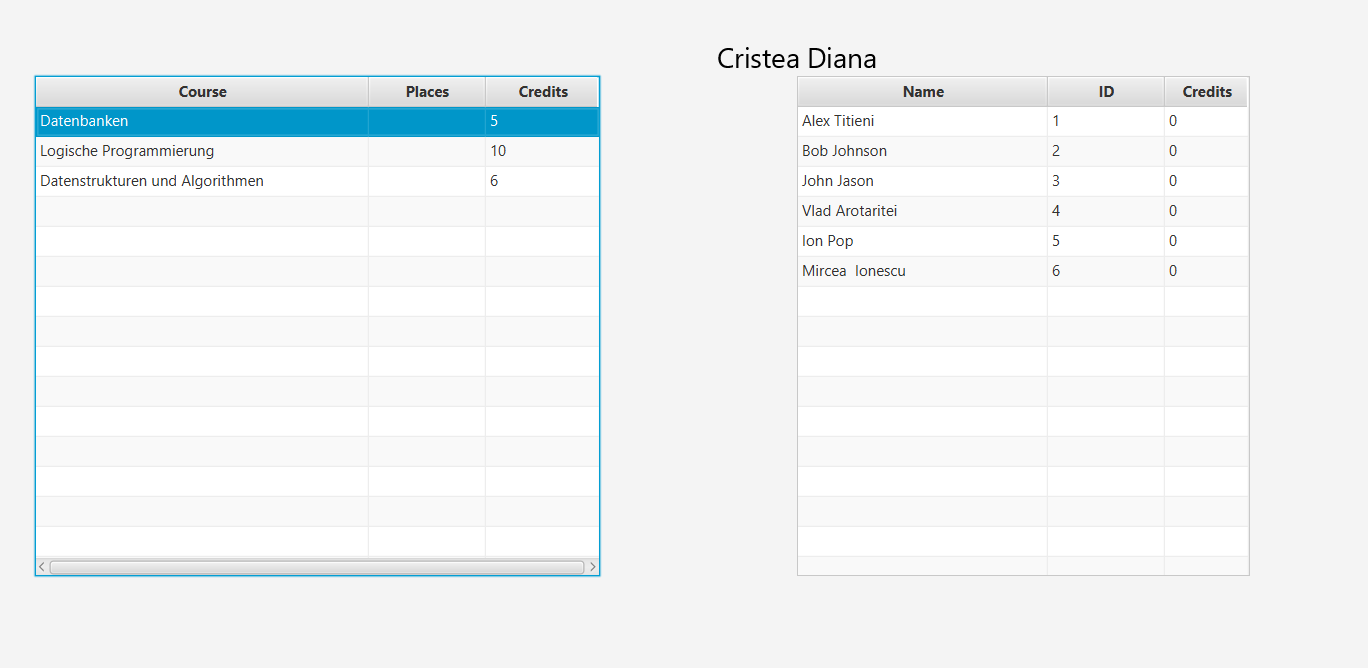 Cristea Diana
Course Places Credits
Datenbanken 5
Logische Programmierung 10
Datenstrukturen und Algorithmen 6
Name ID Credits
Alex Titieni 1 0
Bob Johnson 2 0
John Jason 3 0
Vlad Arotaritei 4 0
Ion Pop 5 0
Mircea  Ionescu 6 0